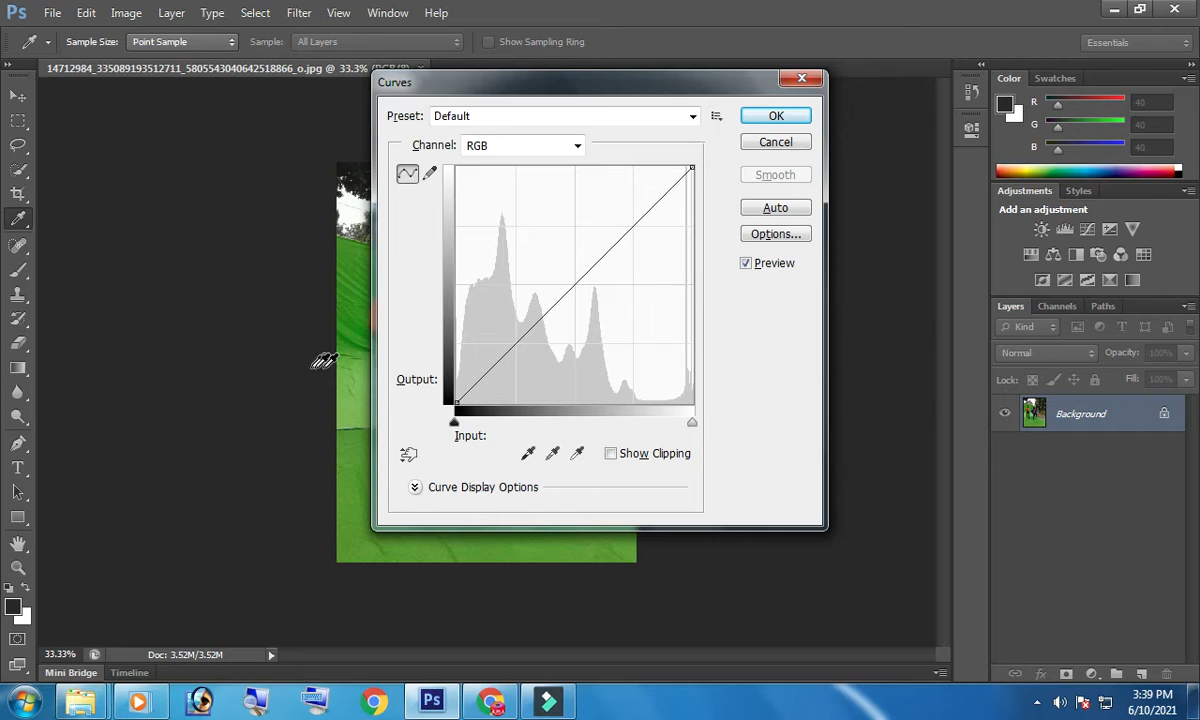 Ps File Edit Image Layer Type Select Filter View Window Help
Sample Size: Point Sample Sample: All Layers Show Sampling Ring Essentials
14712984_335089193512711_5805543040642518866_o.jpg @ 33.3% (RGB/8)
Curves
Preset: Default
OK
Channel: RGB
Cancel
Smooth
Auto
Options...
Preview
Output:
Input:
Show Clipping
Curve Display Options
Color Swatches
R 40
G 40
B 40
Adjustments Styles
Add an adjustment
Layers Channels Paths
Kind
Normal Opacity: 100%
Lock: Fill: 100%
Background
33.33% Doc: 3.52M/3.52M
Mini Bridge Timeline
Ps
3:39 PM
6/10/2021